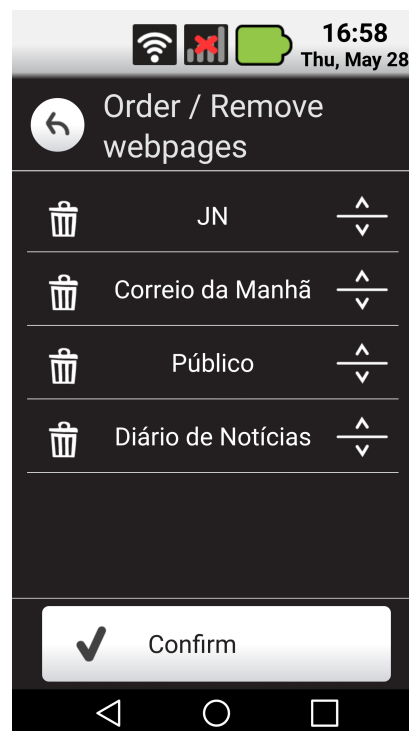 16:58
Thu, May 28
Order / Remove
webpages
JN
Correio da Manhã
Público
Diário de Notícias
Confirm